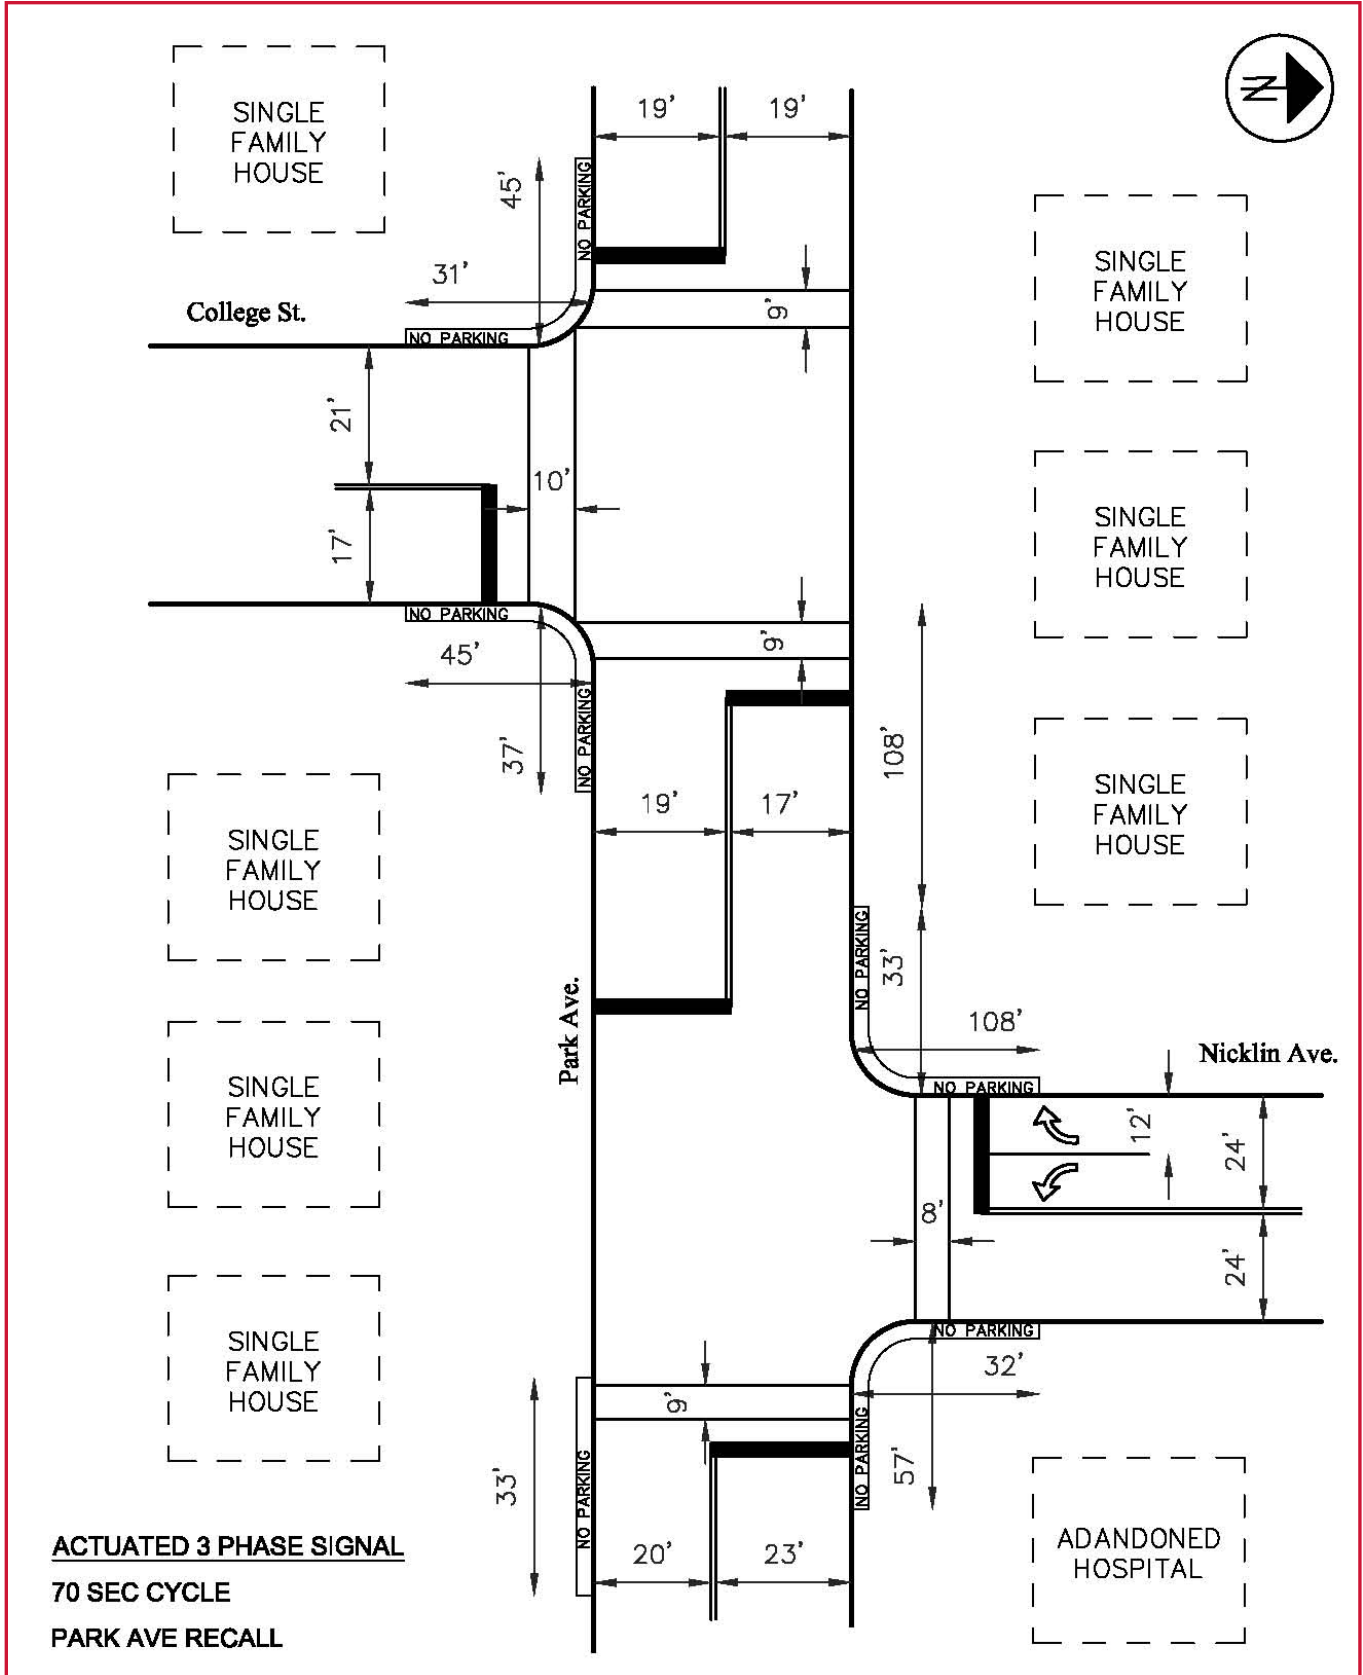 SINGLE
FAMILY
HOUSE
19'
19'
N
45'
NO PARKING
31'
College St.
NO PARKING
9'
SINGLE
FAMILY
HOUSE
21'
10'
17'
SINGLE
FAMILY
HOUSE
NO PARKING
45'
9'
NO PARKING
37'
108'
19'
17'
SINGLE
FAMILY
HOUSE
SINGLE
FAMILY
HOUSE
NO PARKING
33'
Park Ave.
108'
Nicklin Ave.
NO PARKING
12'
24'
SINGLE
FAMILY
HOUSE
8'
24'
NO PARKING
32'
SINGLE
FAMILY
HOUSE
9'
NO PARKING
57'
33'
NO PARKING
20'
23'
ADANDONED
HOSPITAL
ACTUATED 3 PHASE SIGNAL
70 SEC CYCLE
PARK AVE RECALL